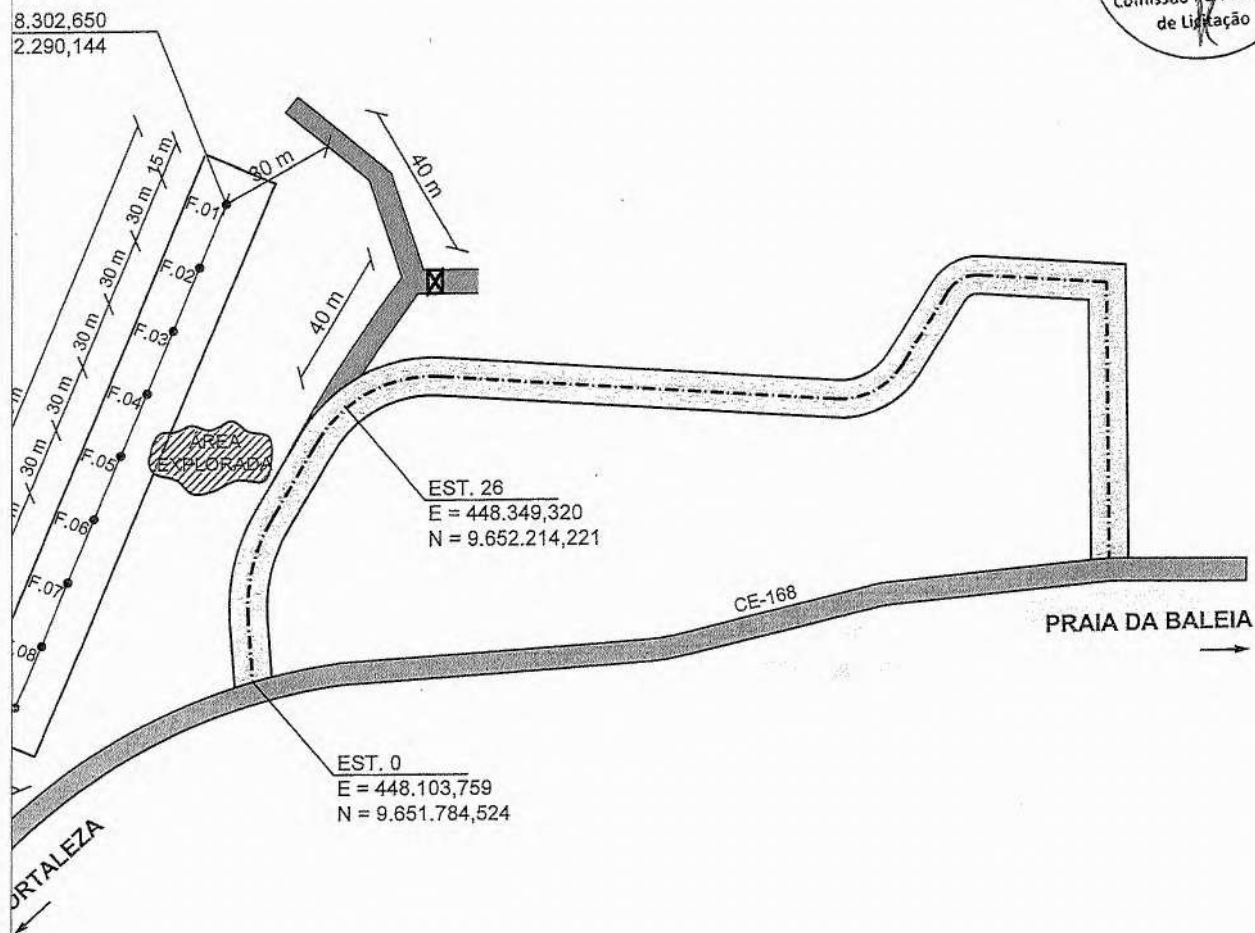 8.302,650
2.290,144
de Licitação
30 m
40 m
15 m
30 m
30 m
30 m
30 m
30 m
F.01
F.02
F.03
F.04
F.05
F.06
F.07
.08
40 m
m
ÁREA
EXPLORADA
EST. 26
E = 448.349,320
N = 9.652.214,221
CE-168
PRAIA DA BALEIA
EST. 0
E = 448.103,759
N = 9.651.784,524
ORTALEZA